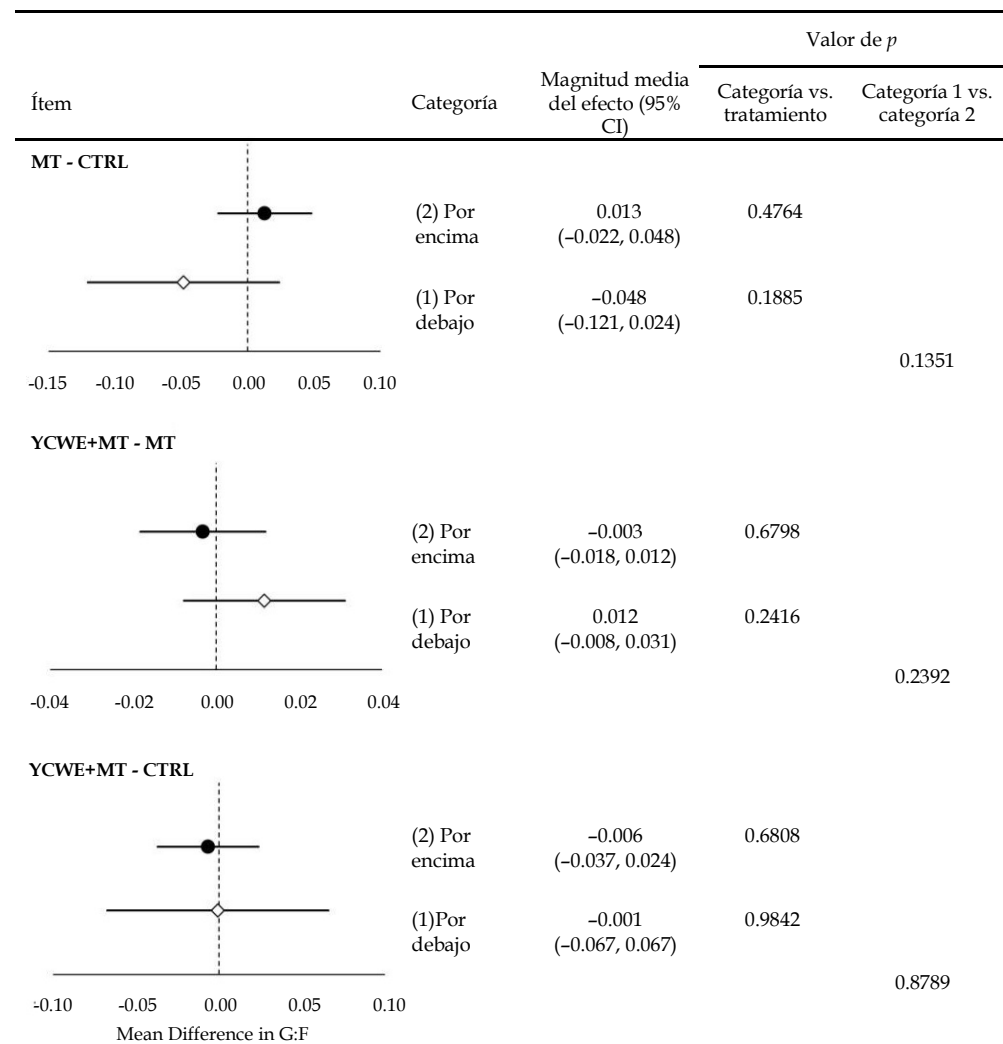 Valor de p
Ítem
Categoría
Magnitud media
del efecto (95%
CI)
Categoría vs.
tratamiento
Categoría 1 vs.
categoría 2
MT - CTRL
(2) Por
encima
0.013
(–0.022, 0.048)
0.4764
(1) Por
debajo
–0.048
(–0.121, 0.024)
0.1885
0.1351
-0.15 -0.10 -0.05 0.00 0.05 0.10
YCWE+MT - MT
(2) Por
encima
–0.003
(–0.018, 0.012)
0.6798
(1) Por
debajo
0.012
(–0.008, 0.031)
0.2416
0.2392
-0.04 -0.02 0.00 0.02 0.04
YCWE+MT - CTRL
(2) Por
encima
–0.006
(–0.037, 0.024)
0.6808
(1)Por
debajo
–0.001
(–0.067, 0.067)
0.9842
0.8789
-0.10 -0.05 0.00 0.05 0.10
Mean Difference in G:F